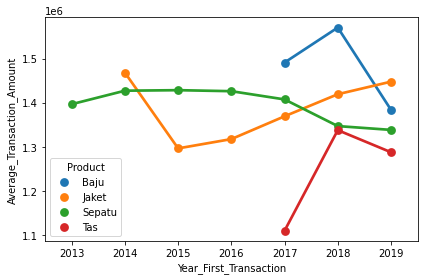 1e6
1.5
1.4
1.3
1.2
1.1
Average_Transaction_Amount
Product
Baju
Jaket
Sepatu
Tas
2013 2014 2015 2016 2017 2018 2019
Year_First_Transaction